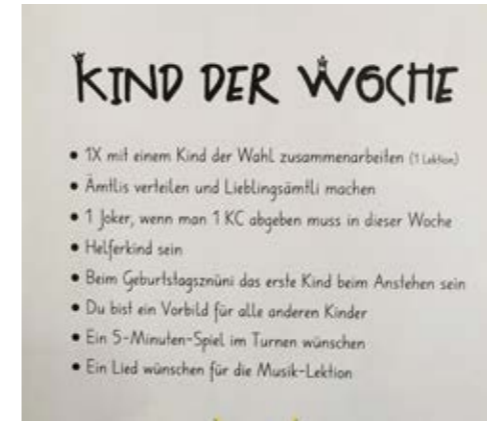 KIND DER WOCHE
• 1X mit einem Kind der Wahl zusammenarbeiten (1 Lektion)
• Ämtlis verteilen und Lieblingsämtli machen
• 1 Joker, wenn man 1 KC abgeben muss in dieser Woche
• Helferkind sein
• Beim Geburtstagsznüni das erste Kind beim Anstehen sein
• Du bist ein Vorbild für alle anderen Kinder
• Ein 5-Minuten-Spiel im Turnen wünschen
• Ein Lied wünschen für die Musik-Lektion